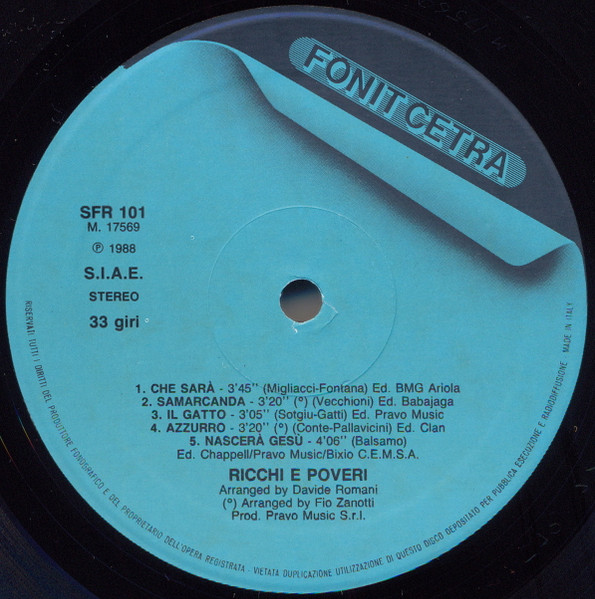 FONIT CETRA
SFR 101
M. 17569
℗ 1988
S.I.A.E.
STEREO
33 giri
1. CHE SARÀ - 3'45'' (Migliacci-Fontana) Ed. BMG Ariola
2. SAMARCANDA - 3'20'' (º) (Vecchioni) Ed. Babajaga
3. IL GATTO - 3'05'' (Sotgiu-Gatti) Ed. Pravo Music
4. AZZURRO - 3'20'' (º) (Conte-Pallavicini) Ed. Clan
5. NASCERÀ GESÙ - 4'06'' (Balsamo)
Ed. Chappell/Pravo Music/Bixio C.E.M.S.A.
RICCHI E POVERI
Arranged by Davide Romani
(º) Arranged by Fio Zanotti
Prod. Pravo Music S.r.l.
RISERVATI TUTTI I DIRITTI DEL PRODUTTORE FONOGRAFICO E DEL PROPRIETARIO DELL'OPERA REGISTRATA - VIETATA DUPLICAZIONE UTILIZZAZIONE DI QUESTO DISCO DEPOSITATO PER PUBBLICA ESECUZIONE E RADIODIFFUSIONE MADE IN ITALY